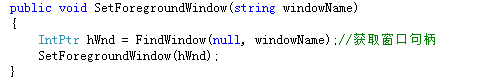 public void SetForegroundWindow(string windowName)
{
IntPtr hWnd = FindWindow(null, windowName);//获取窗口句柄
SetForegroundWindow(hWnd);
}